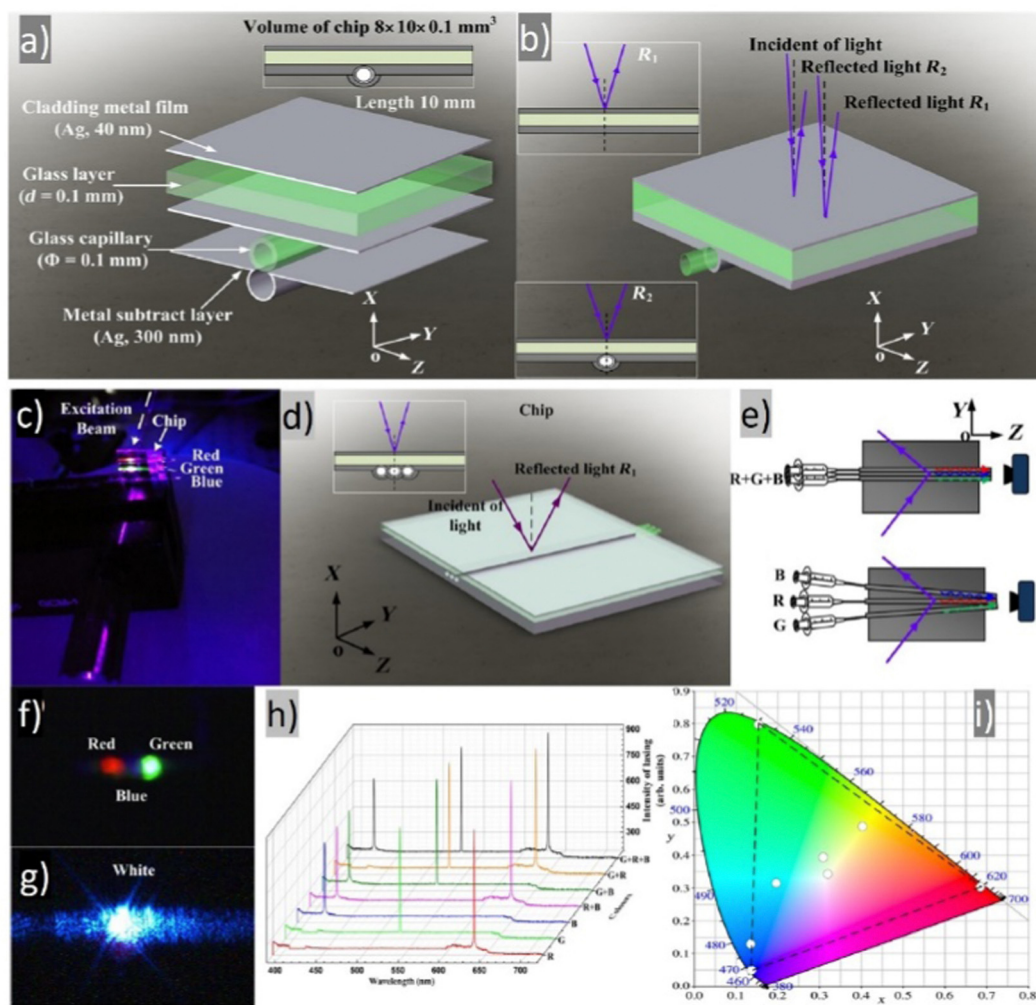 a)
Volume of chip 8× 10× 0.1 mm³
Length 10 mm
Cladding metal film
(Ag, 40 nm)
Glass layer
(d = 0.1 mm)
Glass capillary
(Φ = 0.1 mm)
Metal subtract layer
(Ag, 300 nm)
X
Y
o
Z
b)
R₁
Incident of light
Reflected light R₂
Reflected light R₁
R₂
X
Y
o
Z
c)
Excitation
Beam
Chip
Red
Green
Blue
d)
Chip
Reflected light R₁
Incident of
light
X
Y
o
Z
e)
Y
o
Z
R+G+B
B
R
G
f)
Red
Green
Blue
g)
White
h)
900
750
600
450
300
Intensity of lasing
(arb. units)
G+R+B
G+R
G+B
R+B
B
G
R
Colours
400 450 500 550 600 650 700
Wavelength (nm)
i)
0.9
0.8
0.7
0.6
0.5
0.4
0.3
0.2
0.1
0.0
y
520
540
560
580
600
620
700
500
490
480
470
460
380
0.0 0.1 0.2 0.3 0.4 0.5 0.6 0.7 0.8
x